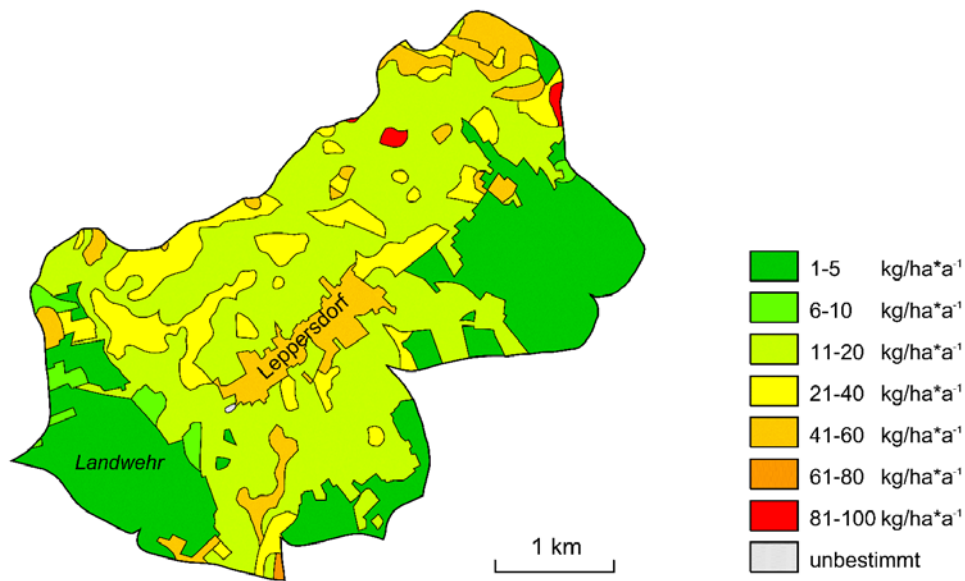 Leppersdorf
Landwehr
1 km
1-5 kg/ha*a⁻¹
6-10 kg/ha*a⁻¹
11-20 kg/ha*a⁻¹
21-40 kg/ha*a⁻¹
41-60 kg/ha*a⁻¹
61-80 kg/ha*a⁻¹
81-100 kg/ha*a⁻¹
unbestimmt